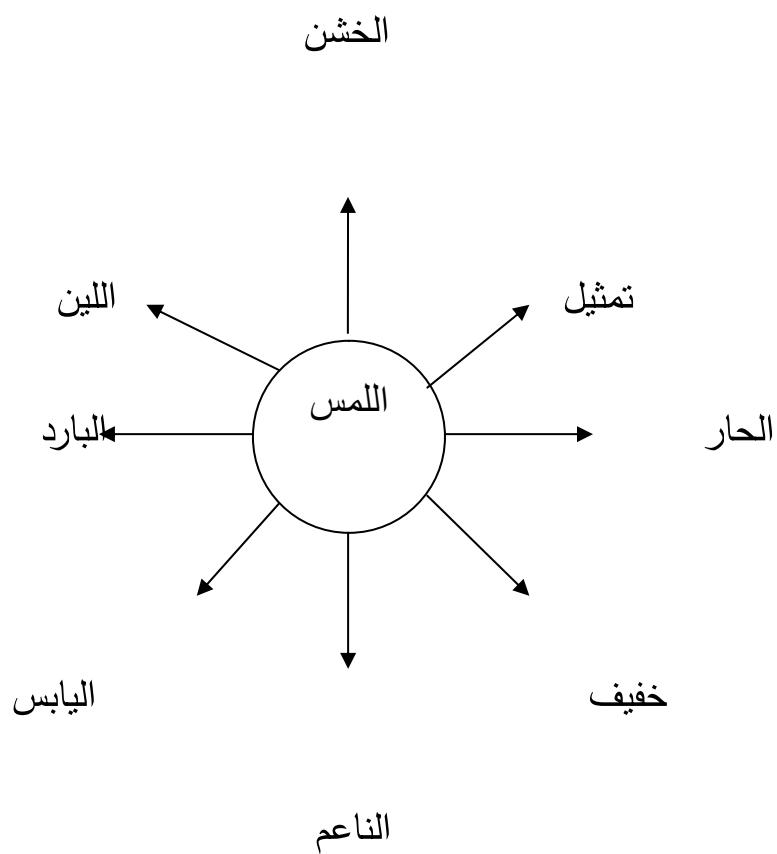 الخشن
تمثيل
اللين
اللمس
الحار
البارد
خفيف
اليابس
الناعم